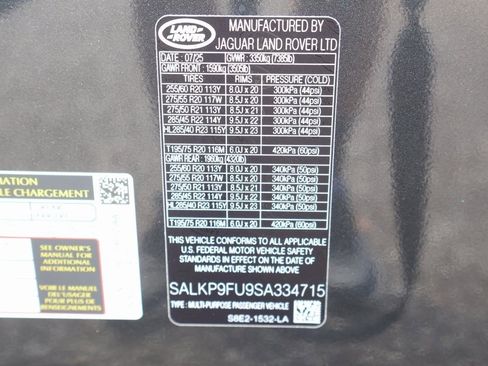 LAND
ROVER
MANUFACTURED BY
JAGUAR LAND ROVER LTD
DATE : 07/25 GVWR : 3350kg (7385lb)
GAWR FRONT : 1590kg (3505lb)
TIRES RIMS PRESSURE (COLD)
255/60 R20 113Y 8.0J x 20 300kPa (44psi)
275/55 R20 117W 8.0J x 20 300kPa (44psi)
275/50 R21 113Y 8.5J x 21 300kPa (44psi)
285/45 R22 114Y 9.5J x 22 300kPa (44psi)
HL285/40 R23 115Y 9.5J x 23 300kPa (44psi)
T195/75 R20 116M 6.0J x 20 420kPa (60psi)
GAWR REAR : 1960kg (4320lb)
255/60 R20 113Y 8.0J x 20 340kPa (50psi)
275/55 R20 117W 8.0J x 20 340kPa (50psi)
275/50 R21 113Y 8.5J x 21 340kPa (50psi)
285/45 R22 114Y 9.5J x 22 340kPa (50psi)
HL285/40 R23 115Y 9.5J x 23 340kPa (50psi)
T195/75 R20 116M 6.0J x 20 420kPa (60psi)
THIS VEHICLE CONFORMS TO ALL APPLICABLE
U.S. FEDERAL MOTOR VEHICLE SAFETY
STANDARDS IN EFFECT ON THE DATE OF
MANUFACTURE SHOWN ABOVE.
SALKP9FU9SA334715
TYPE : MULTI-PURPOSE PASSENGER VEHICLE
S8E2-1532-LA
RMATION
LE CHARGEMENT
SEE OWNER'S
MANUAL FOR
ADDITIONAL
INFORMATION
VOIR LE MANUEL
DE L'USAGER
POUR PLUS DE
RENSEIGNEMENTS